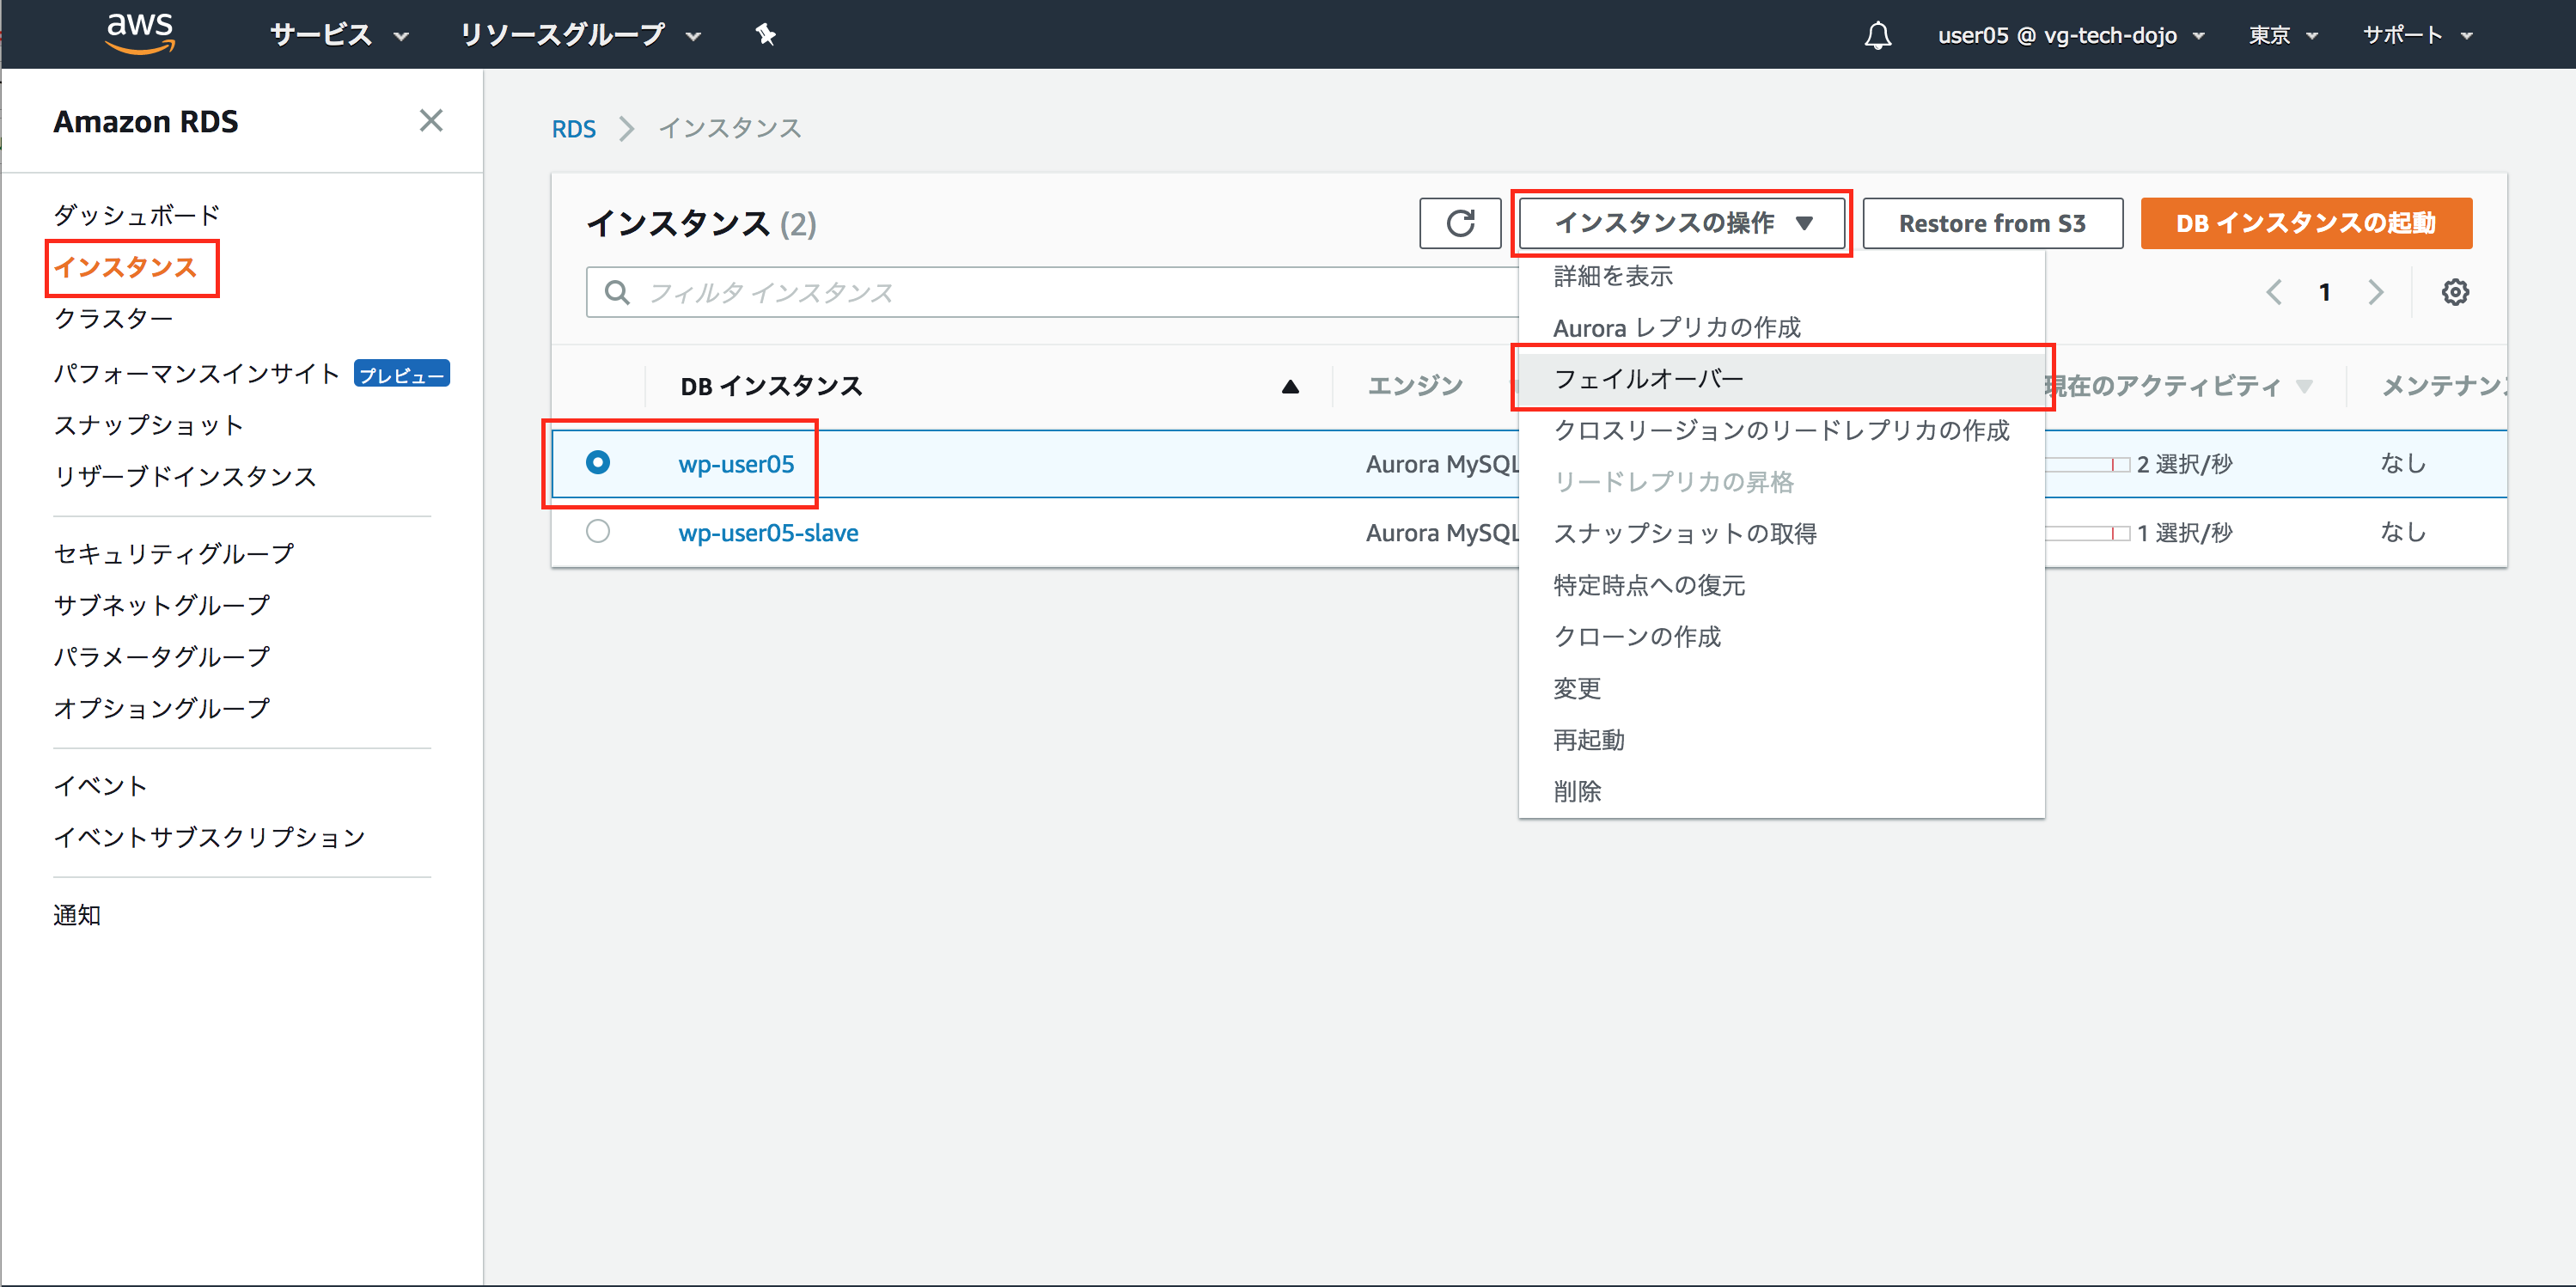 aws サービス リソースグループ user05 @ vg-tech-dojo 東京 サポート
Amazon RDS
ダッシュボード
インスタンス
クラスター
パフォーマンスインサイト プレビュー
スナップショット
リザーブドインスタンス
セキュリティグループ
サブネットグループ
パラメータグループ
オプショングループ
イベント
イベントサブスクリプション
通知
RDS インスタンス
インスタンス (2) インスタンスの操作 Restore from S3 DB インスタンスの起動
フィルタ インスタンス 1
DB インスタンス エンジン 現在のアクティビティ メンテナンス
wp-user05 Aurora MySQL 2 選択/秒 なし
wp-user05-slave Aurora MySQL 1 選択/秒 なし
詳細を表示
Aurora レプリカの作成
フェイルオーバー
クロスリージョンのリードレプリカの作成
リードレプリカの昇格
スナップショットの取得
特定時点への復元
クローンの作成
変更
再起動
削除